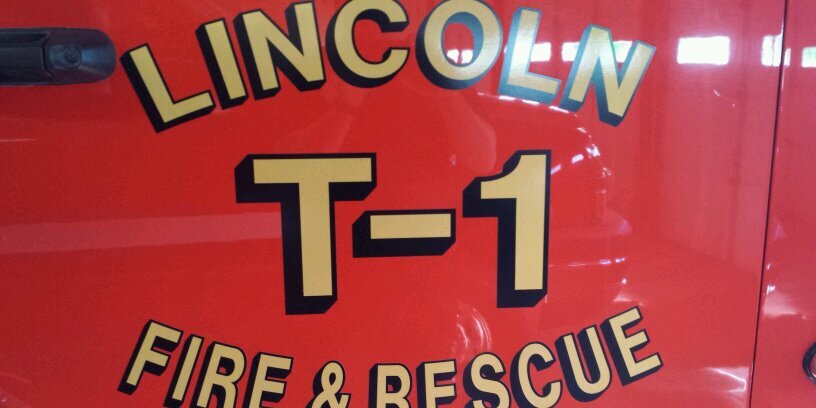 LINCOLN
T-1
FIRE & RESCUE